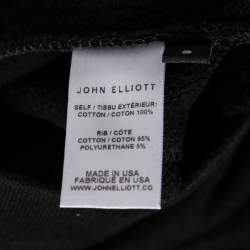 JOHN ELLIOTT
SELF / TISSU EXTÉRIEUR:
COTTON / COTON 100%
RIB / CÔTE
COTTON / COTON 95%
POLYURETHANE 5%
MADE IN USA
FABRIQUÉ EN USA
WWW.JOHNELLIOTT.CO